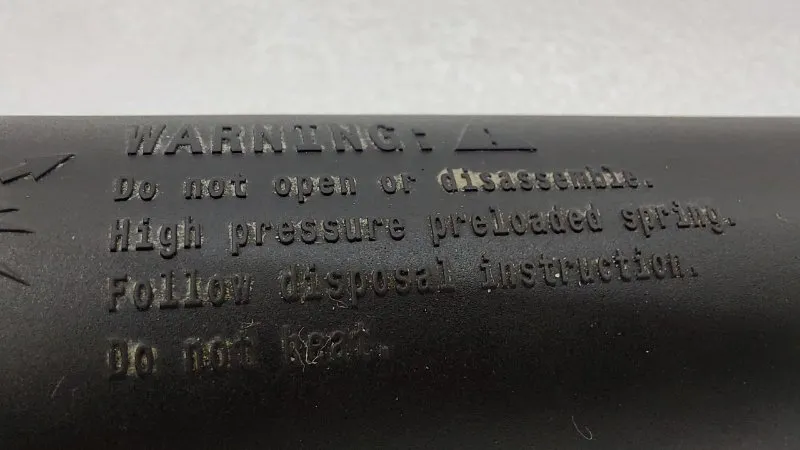 WARNING:
Do not open or disassemble.
High pressure preloaded spring.
Follow disposal instruction.
Do not heat.